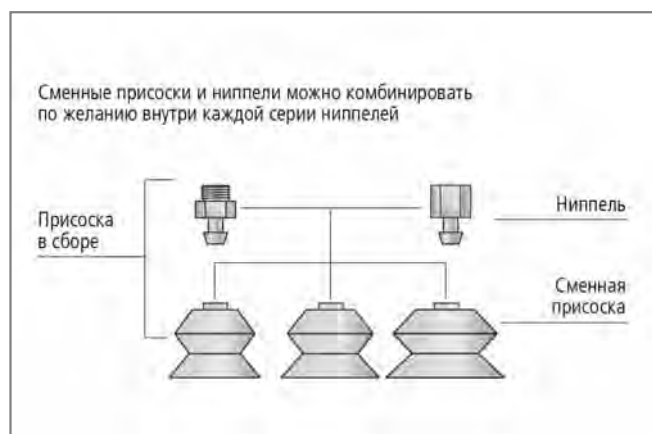 Сменные присоски и ниппели можно комбинировать
по желанию внутри каждой серии ниппелей
Присоска
в сборе
Ниппель
Сменная
присоска